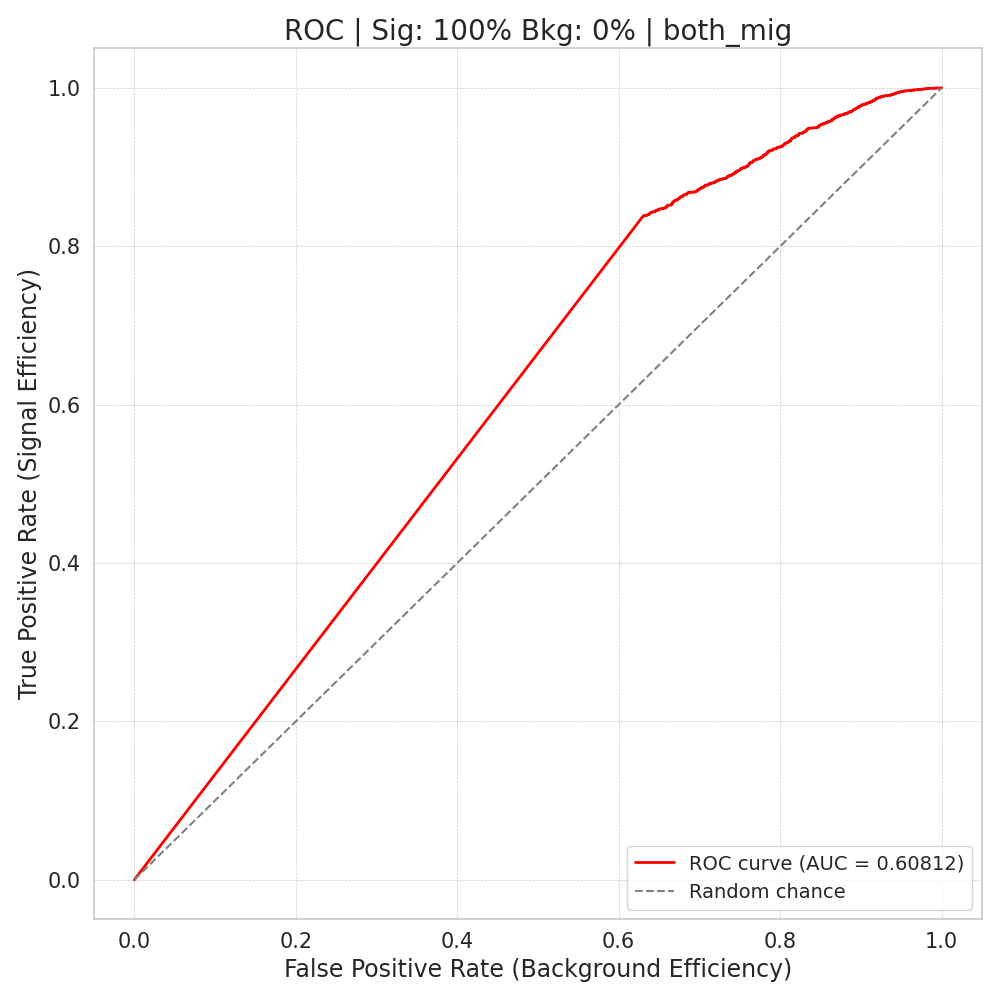 ROC | Sig: 100% Bkg: 0% | both_mig
True Positive Rate (Signal Efficiency)
1.0
0.8
0.6
0.4
0.2
0.0
ROC curve (AUC = 0.60812)
Random chance
0.0 0.2 0.4 0.6 0.8 1.0
False Positive Rate (Background Efficiency)